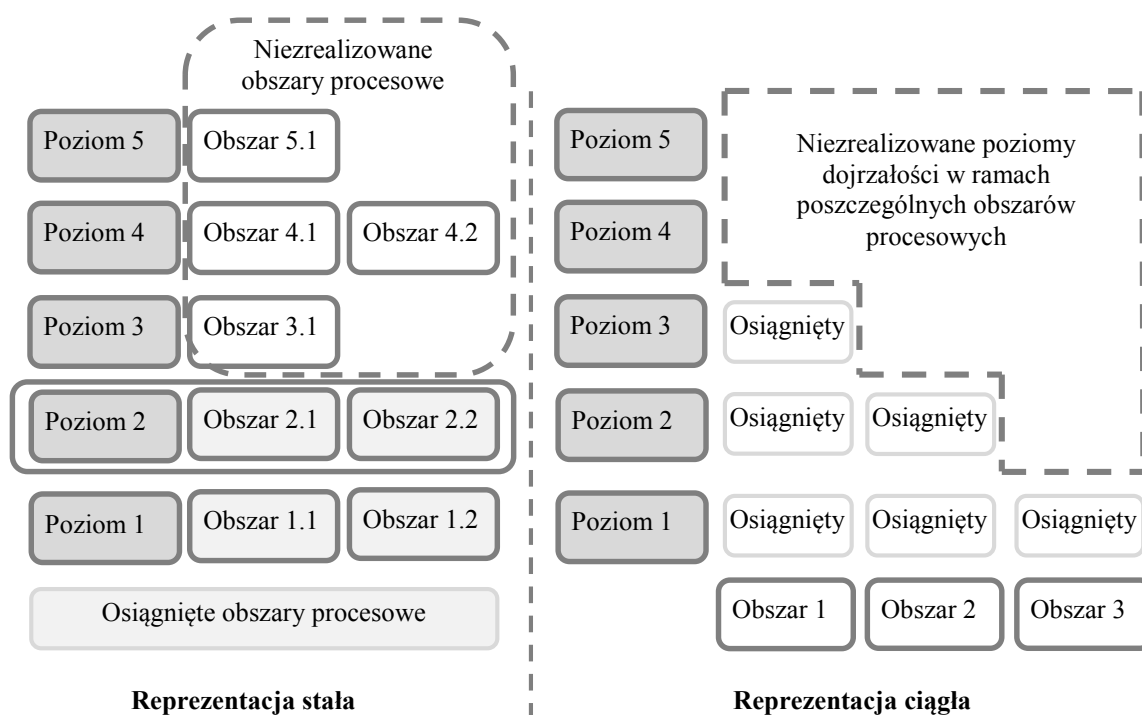 Niezrealizowane
obszary procesowe
Poziom 5
Obszar 5.1
Poziom 4
Obszar 4.1
Obszar 4.2
Poziom 3
Obszar 3.1
Poziom 2
Obszar 2.1
Obszar 2.2
Poziom 1
Obszar 1.1
Obszar 1.2
Osiągnięte obszary procesowe
Reprezentacja stała
Poziom 5
Niezrealizowane poziomy
dojrzałości w ramach
poszczególnych obszarów
procesowych
Poziom 4
Poziom 3
Osiągnięty
Poziom 2
Osiągnięty
Osiągnięty
Poziom 1
Osiągnięty
Osiągnięty
Osiągnięty
Obszar 1
Obszar 2
Obszar 3
Reprezentacja ciągła